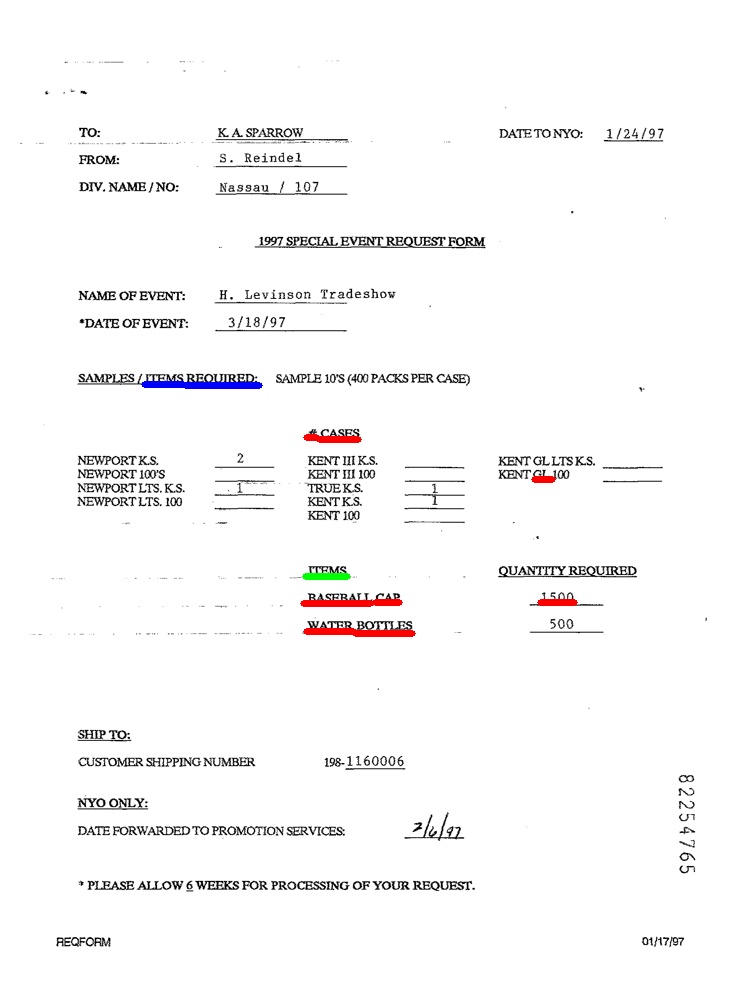 TO: K. A. SPARROW DATE TO NYO: 1/24/97
FROM: S. Reindel
DIV. NAME / NO: Nassau / 107
1997 SPECIAL EVENT REQUEST FORM
NAME OF EVENT: H. Levinson Tradeshow
*DATE OF EVENT: 3/18/97
SAMPLES / ITEMS REQUIRED: SAMPLE 10'S (400 PACKS PER CASE)
# CASES
NEWPORT K.S. 2 KENT III K.S. KENT GL LTS K.S.
NEWPORT 100'S KENT III 100 KENT GL 100
NEWPORT LTS. K.S. 1 TRUE K.S. 1
NEWPORT LTS. 100 KENT K.S. 1
KENT 100
ITEMS QUANTITY REQUIRED
BASEBALL CAP 1500
WATER BOTTLES 500
SHIP TO:
CUSTOMER SHIPPING NUMBER 198-1160006
NYO ONLY:
DATE FORWARDED TO PROMOTION SERVICES: 2/6/97
* PLEASE ALLOW 6 WEEKS FOR PROCESSING OF YOUR REQUEST.
REQFORM 01/17/97
82254765